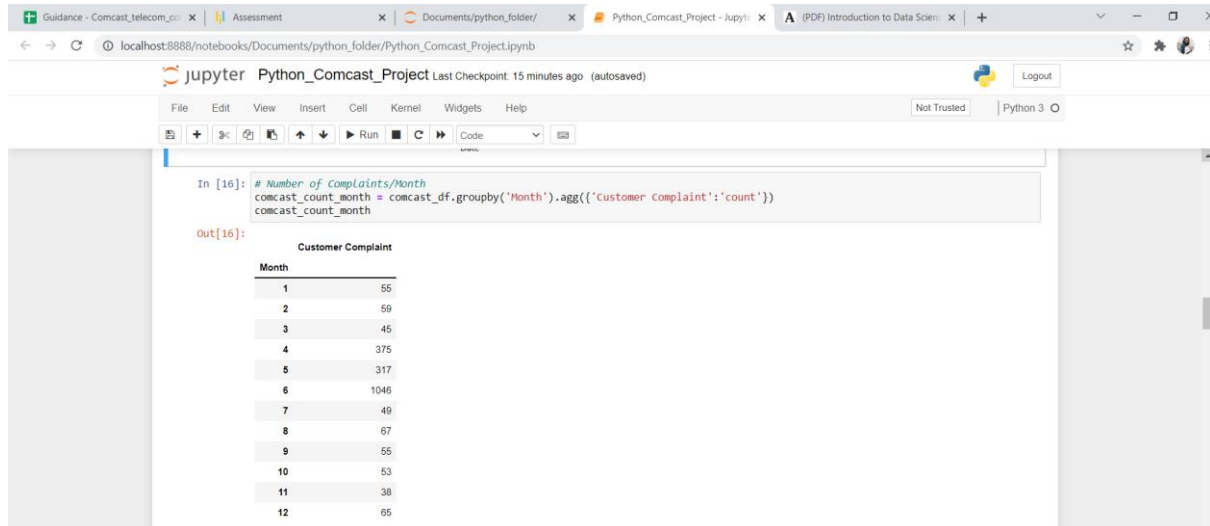 Guidance - Comcast_telecom_co
Assessment
Documents/python_folder/
Python_Comcast_Project - Jupyt
(PDF) Introduction to Data Scien
localhost:8888/notebooks/Documents/python_folder/Python_Comcast_Project.ipynb
jupyter Python_Comcast_Project Last Checkpoint: 15 minutes ago (autosaved)
Logout
File Edit View Insert Cell Kernel Widgets Help
Not Trusted
Python 3
Run
Code
In [16]: # Number of Complaints/Month
comcast_count_month = comcast_df.groupby('Month').agg({'Customer Complaint':'count'})
comcast_count_month
Out[16]:
Customer Complaint
Month
1 55
2 59
3 45
4 375
5 317
6 1046
7 49
8 67
9 55
10 53
11 38
12 65